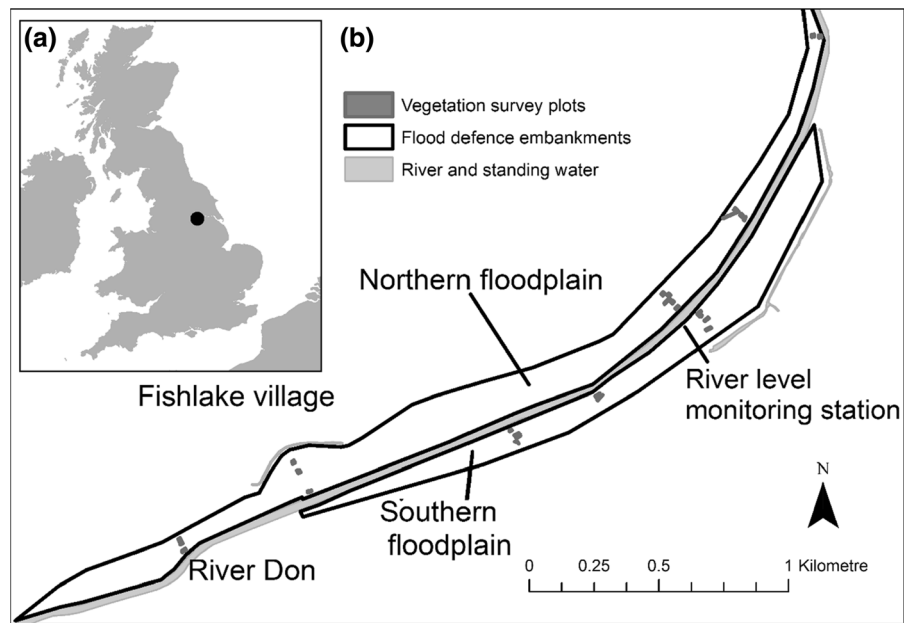 (a)
(b)
Vegetation survey plots
Flood defence embankments
River and standing water
Northern floodplain
Fishlake village
River level
monitoring station
Southern
floodplain
River Don
N
0 0.25 0.5 1 Kilometre